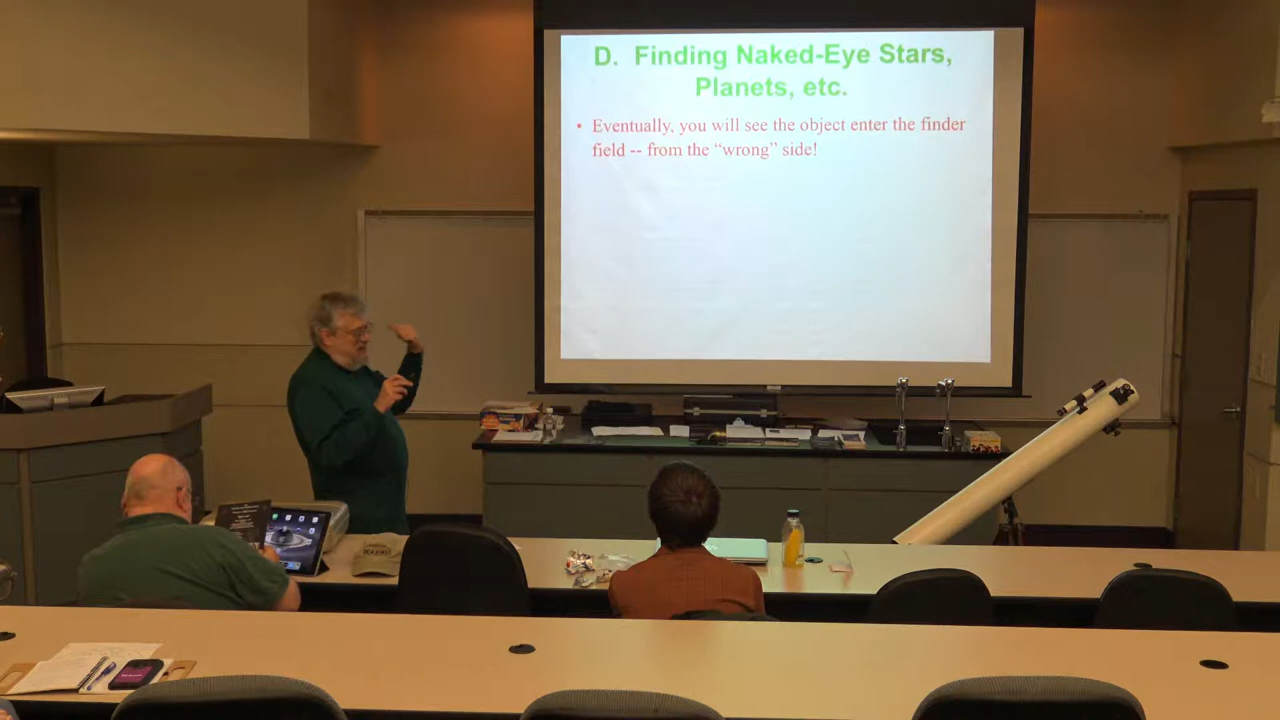 D. Finding Naked-Eye Stars,
Planets, etc.
• Eventually, you will see the object enter the finder
field -- from the “wrong” side!